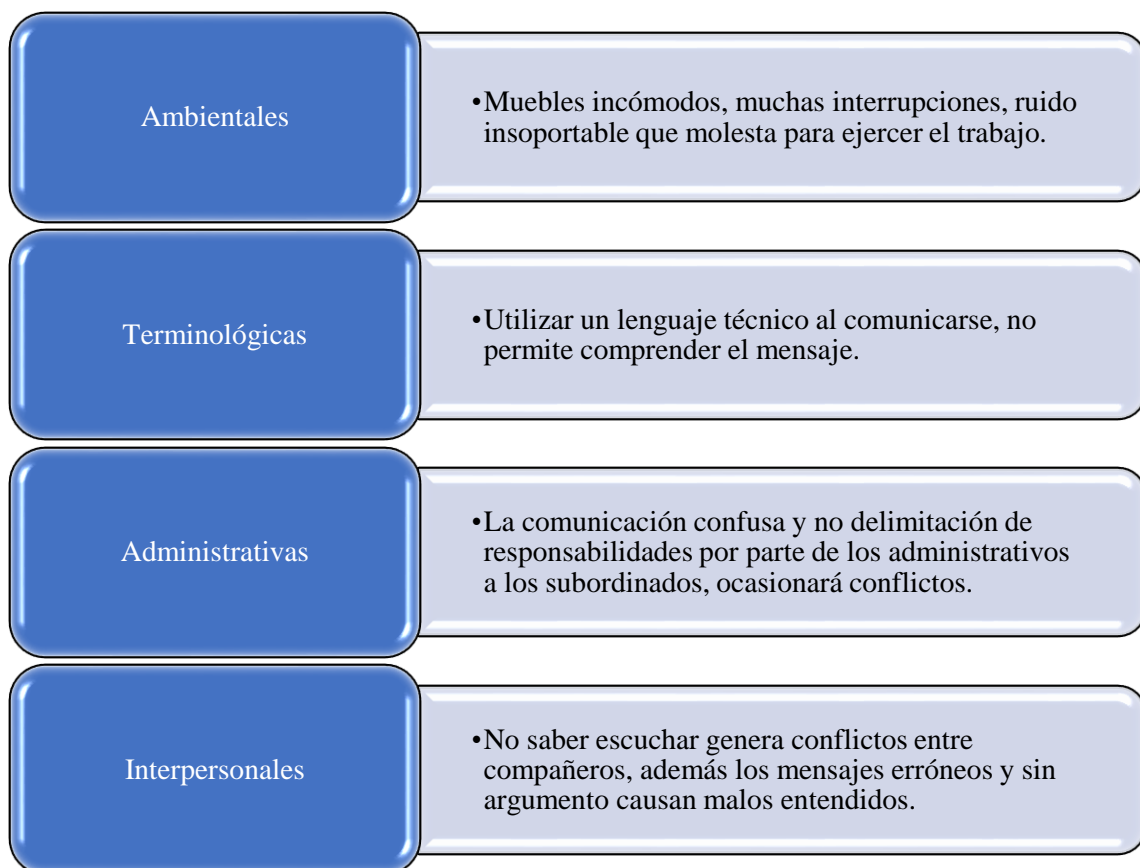 Ambientales
•Muebles incómodos, muchas interrupciones, ruido
insoportable que molesta para ejercer el trabajo.
Terminológicas
•Utilizar un lenguaje técnico al comunicarse, no
permite comprender el mensaje.
Administrativas
•La comunicación confusa y no delimitación de
responsabilidades por parte de los administrativos
a los subordinados, ocasionará conflictos.
Interpersonales
•No saber escuchar genera conflictos entre
compañeros, además los mensajes erróneos y sin
argumento causan malos entendidos.